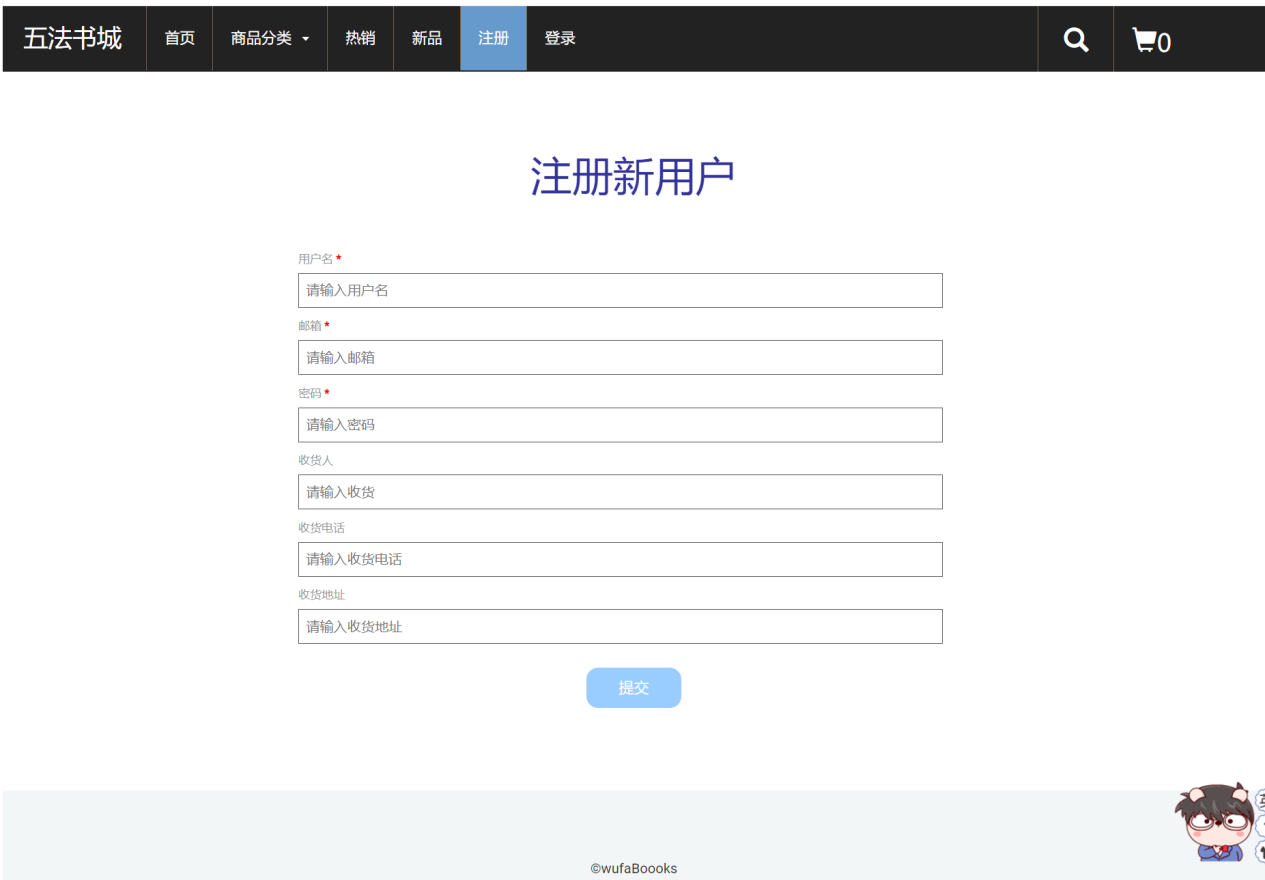 五法书城 首页 商品分类 热销 新品 注册 登录 0
注册新用户
用户名 *
请输入用户名
邮箱 *
请输入邮箱
密码 *
请输入密码
收货人
请输入收货
收货电话
请输入收货电话
收货地址
请输入收货地址
提交
©wufaBoooks